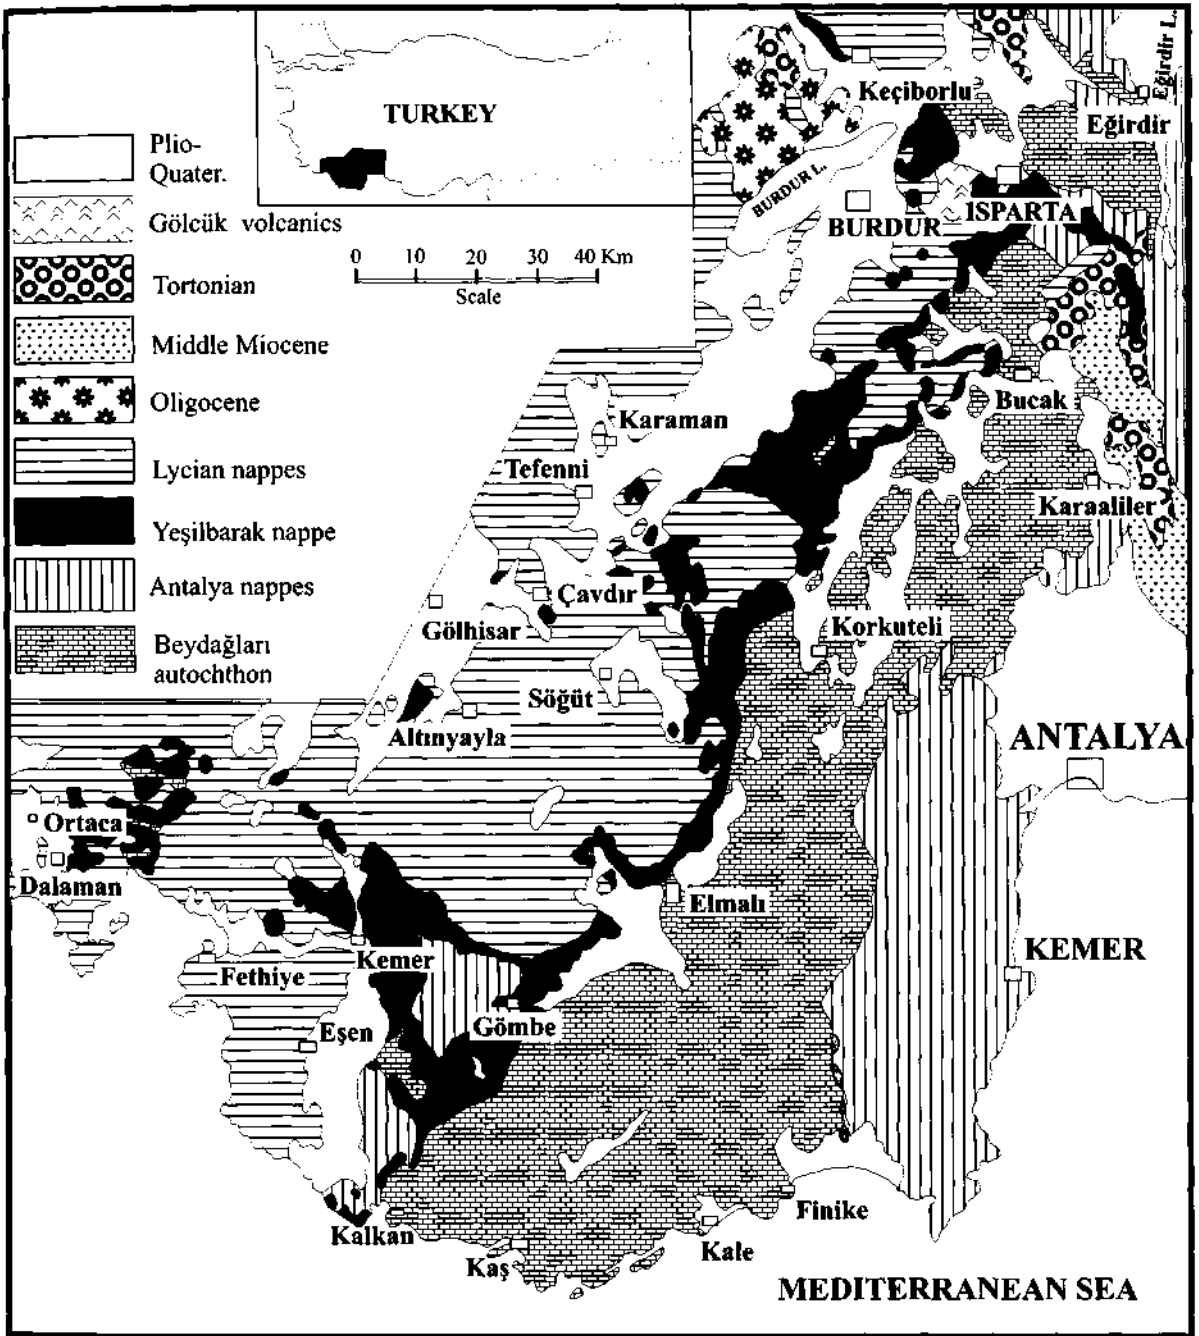 TURKEY
Plio-
Quater.
Gölcük volcanics
Tortonian
Middle Miocene
Oligocene
Lycian nappes
Yeşilbarak nappe
Antalya nappes
Beydağları
autochthon
0 10 20 30 40 Km
Scale
Keçiborlu
Eğirdir L.
Eğirdir
BURDUR L.
BURDUR
ISPARTA
Bucak
Karaman
Tefenni
Karaaliler
Çavdır
Gölhisar
Korkuteli
Söğüt
Altınyayla
ANTALYA
Ortaca
Dalaman
Elmalı
Fethiye
Kemer
KEMER
Gömbe
Eşen
Finike
Kalkan
Kale
Kaş
MEDITERRANEAN SEA